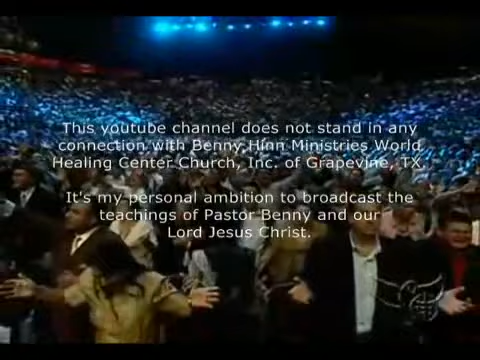 This youtube channel does not stand in any
connection with Benny Hinn Ministries World
Healing Center Church, Inc. of Grapevine, TX.
It's my personal ambition to broadcast the
teachings of Pastor Benny and our
Lord Jesus Christ.